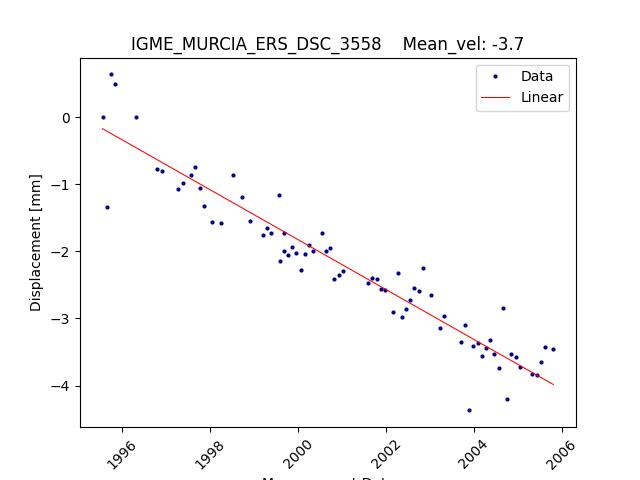 IGME_MURCIA_ERS_DSC_3558    Mean_vel: -3.7
Data
Linear
Displacement [mm]
0
−1
−2
−3
−4
1996
1998
2000
2002
2004
2006